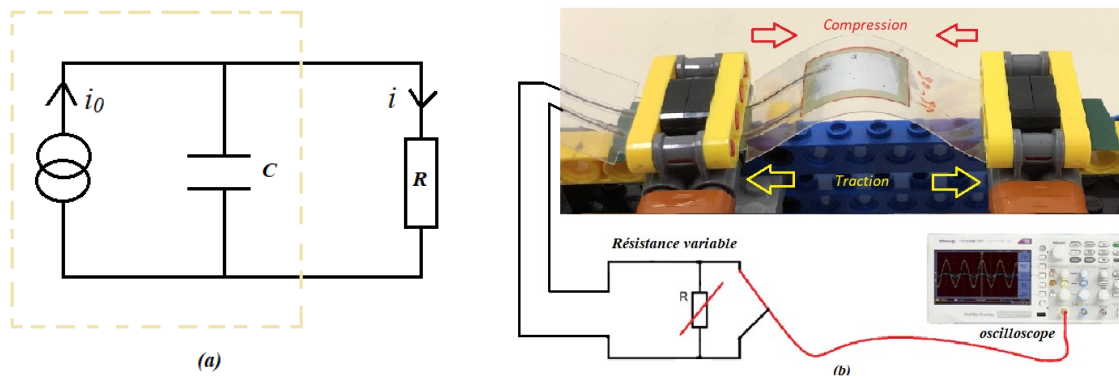 i₀
i
C
R
(a)
Compression
Traction
Résistance variable
R
oscilloscope
(b)